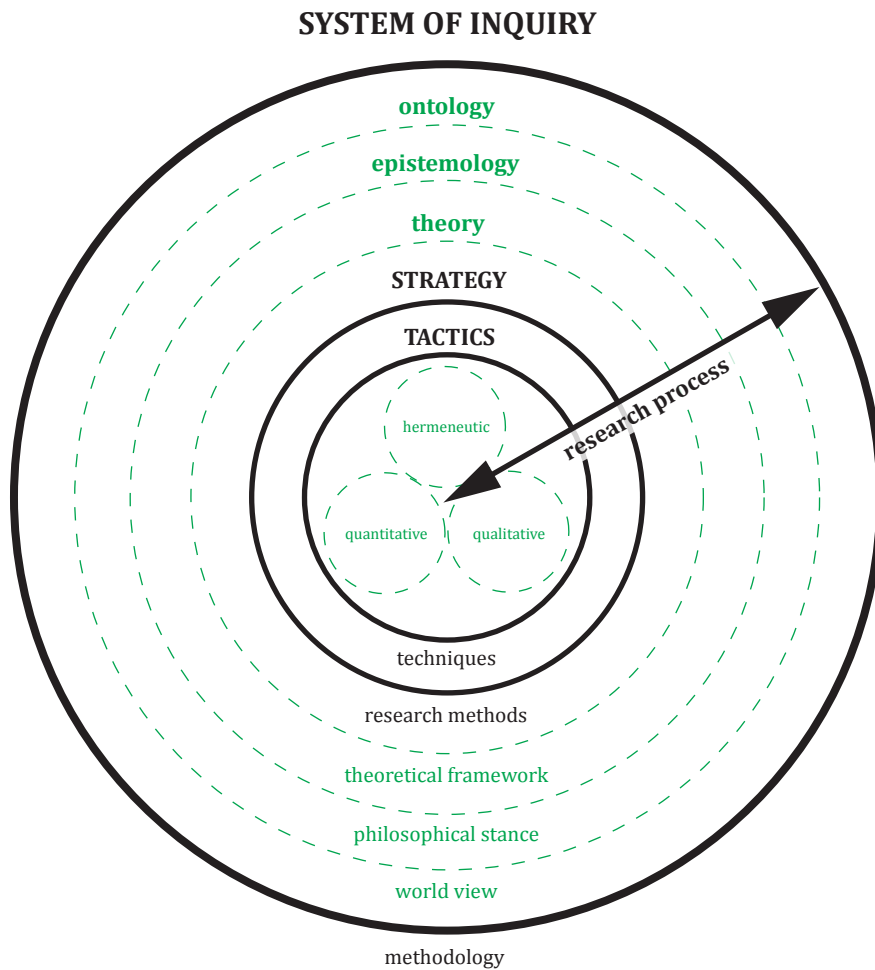 SYSTEM OF INQUIRY
ontology
epistemology
theory
STRATEGY
TACTICS
research process
hermeneutic
quantitative
qualitative
techniques
research methods
theoretical framework
philosophical stance
world view
methodology